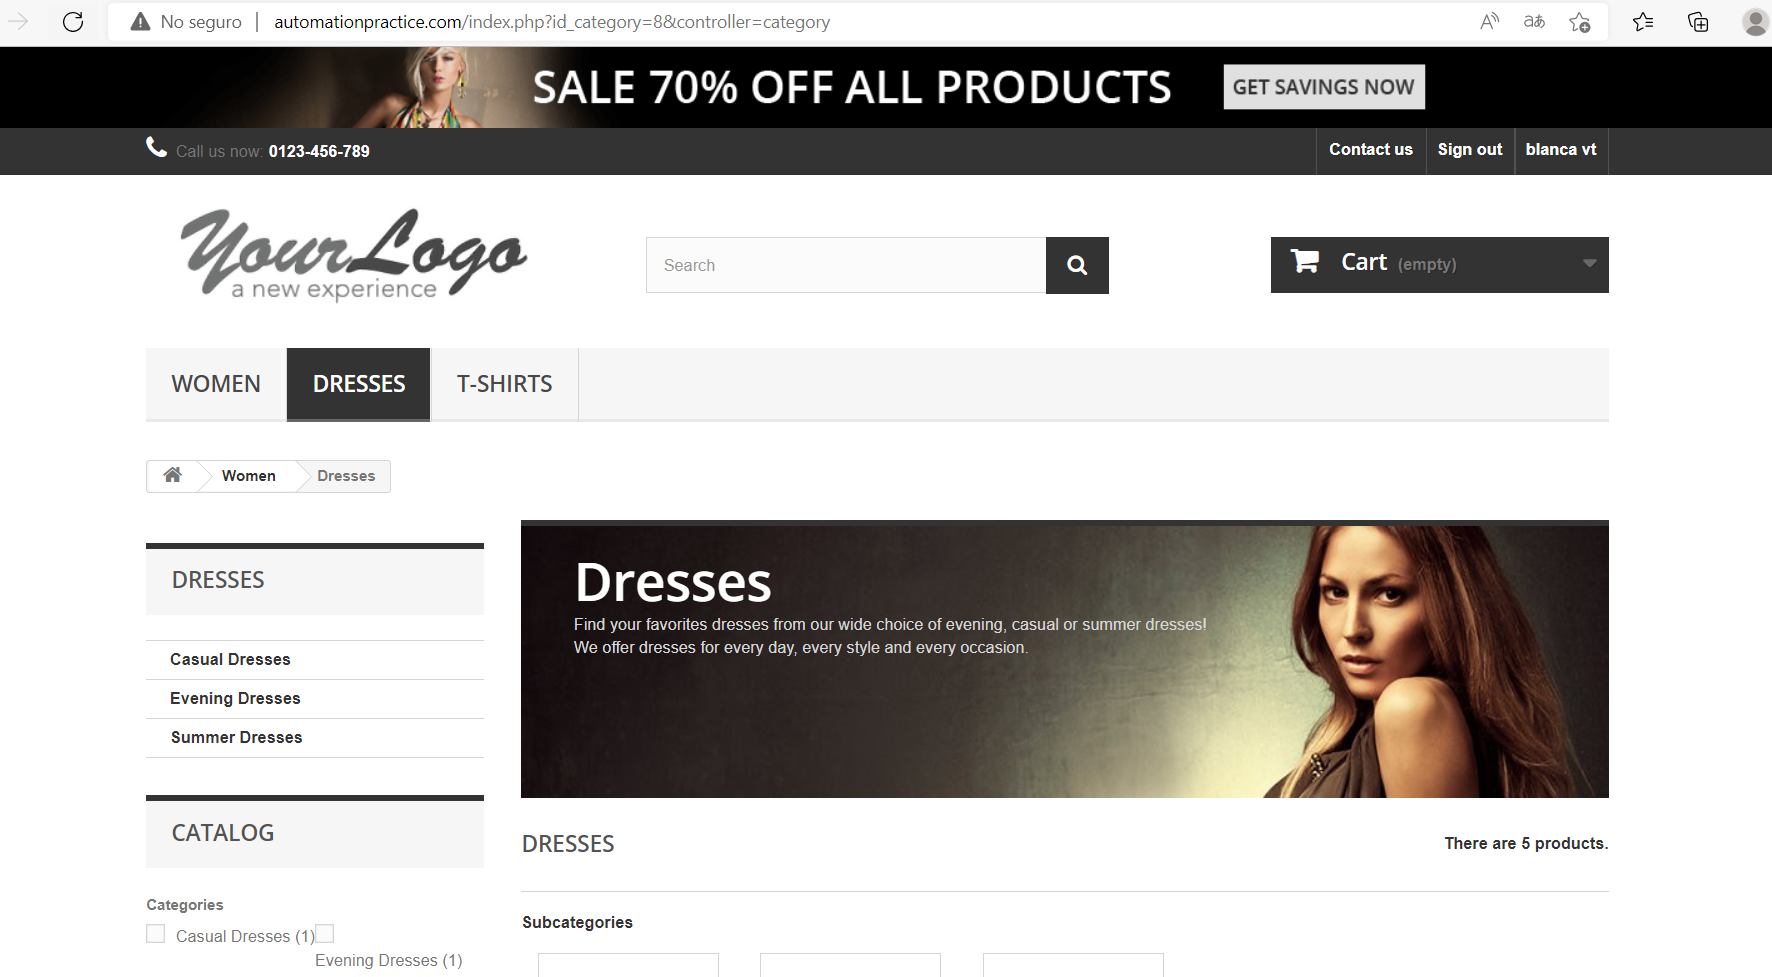 No seguro
automationpractice.com/index.php?id_category=8&controller=category
SALE 70% OFF ALL PRODUCTS
GET SAVINGS NOW
Call us now: 0123-456-789
Contact us
Sign out
blanca vt
Your Logo
a new experience
Search
Cart (empty)
WOMEN
DRESSES
T-SHIRTS
Women
Dresses
DRESSES
Casual Dresses
Evening Dresses
Summer Dresses
CATALOG
Categories
Casual Dresses (1)
Evening Dresses (1)
Dresses
Find your favorites dresses from our wide choice of evening, casual or summer dresses!
We offer dresses for every day, every style and every occasion.
DRESSES
There are 5 products.
Subcategories